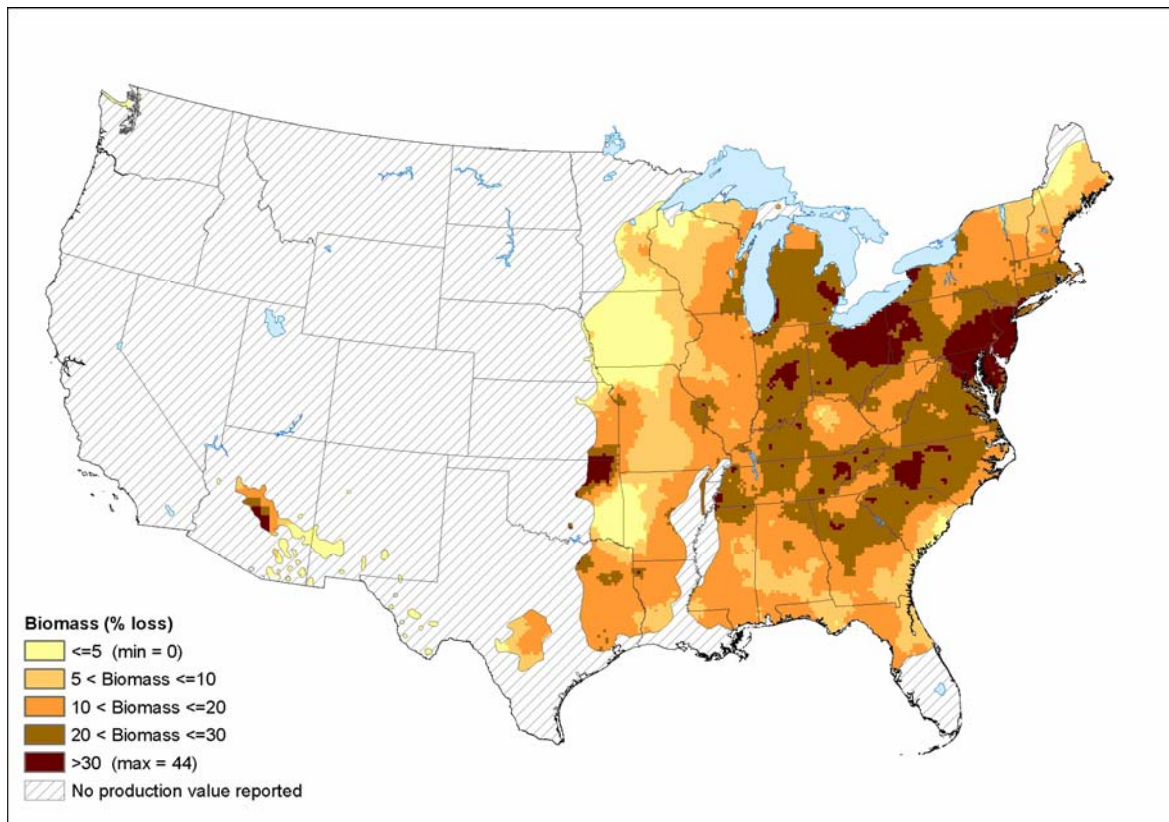 Biomass (% loss)
<=5 (min = 0)
5 < Biomass <=10
10 < Biomass <=20
20 < Biomass <=30
>30 (max = 44)
No production value reported